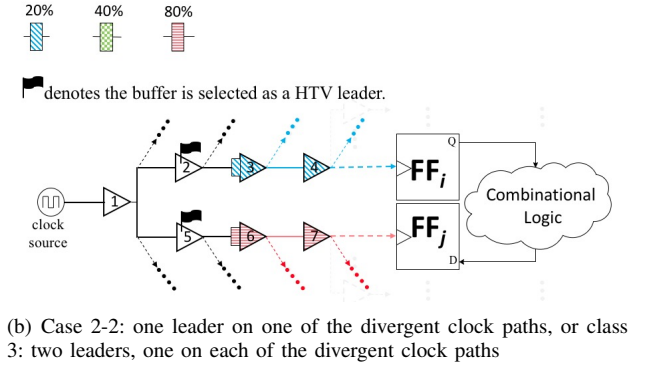 20% 40% 80%
denotes the buffer is selected as a HTV leader.
1
2
3
4
5
6
7
clock
source
Q
FFi
FFj
D
Combinational
Logic
(b) Case 2-2: one leader on one of the divergent clock paths, or class
3: two leaders, one on each of the divergent clock paths